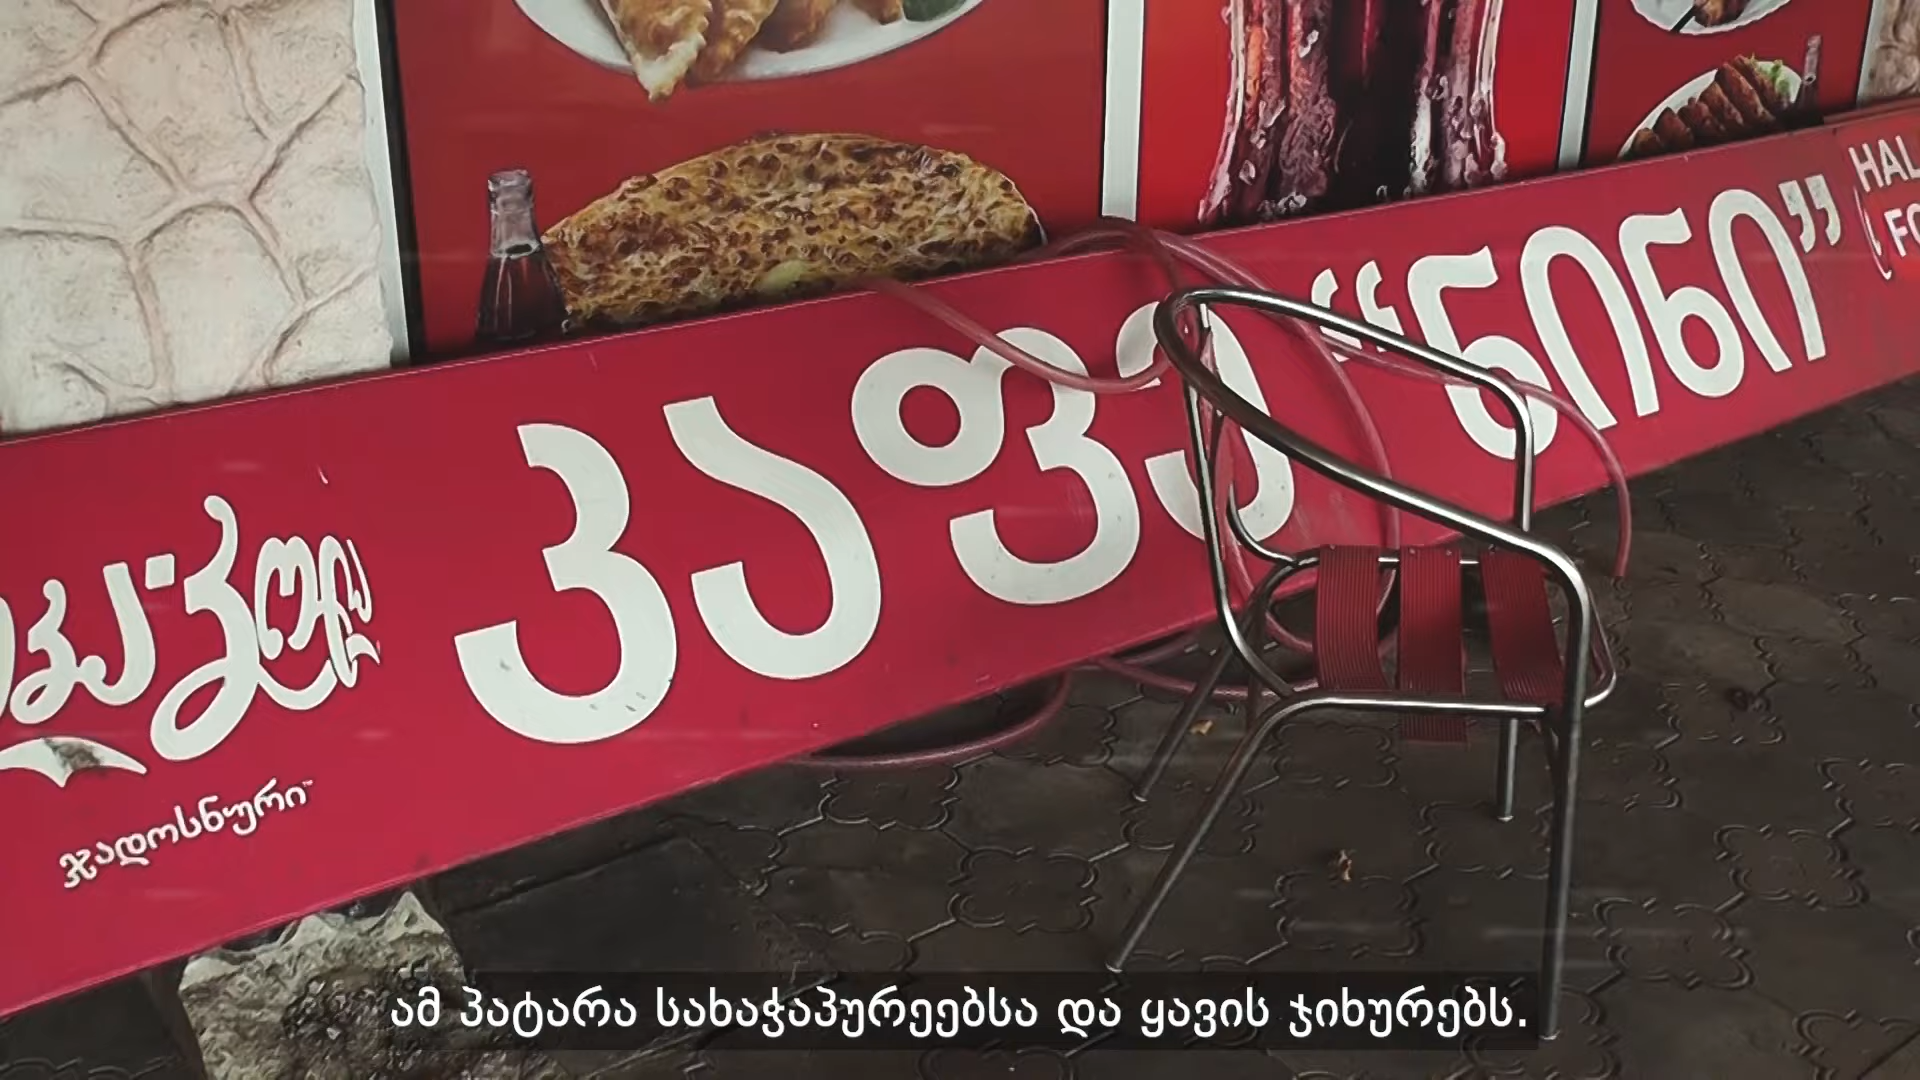 კაფე “ნინი”
HAL
FO
ჯადოსნური
ამ პატარა სახაჭაპურეებსა და ყავის ჯიხურებს.